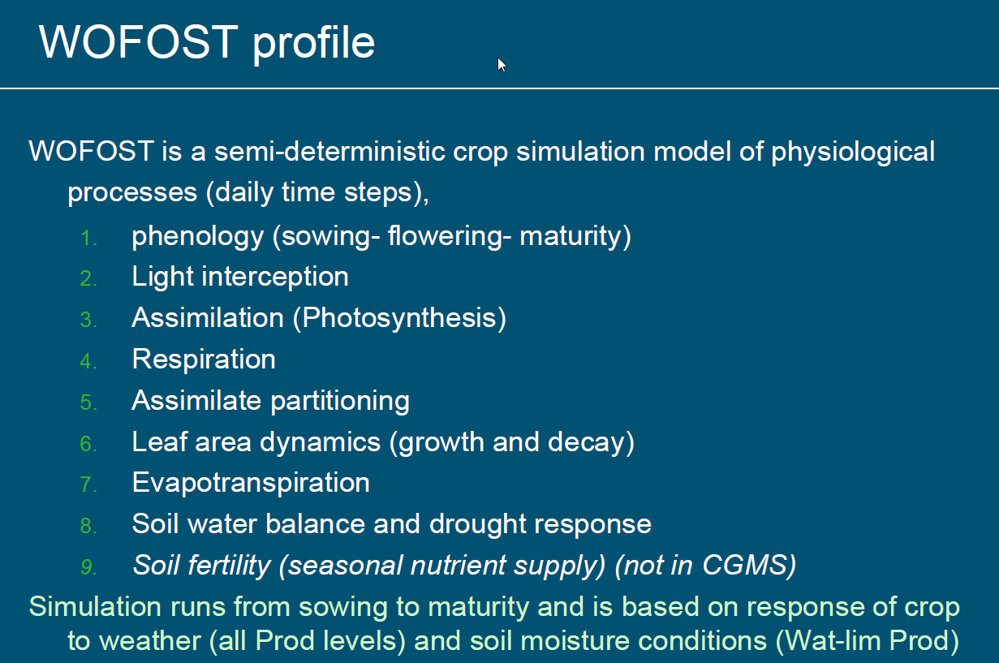 WOFOST profile
WOFOST is a semi-deterministic crop simulation model of physiological
processes (daily time steps),
1. phenology (sowing- flowering- maturity)
2. Light interception
3. Assimilation (Photosynthesis)
4. Respiration
5. Assimilate partitioning
6. Leaf area dynamics (growth and decay)
7. Evapotranspiration
8. Soil water balance and drought response
9. Soil fertility (seasonal nutrient supply) (not in CGMS)
Simulation runs from sowing to maturity and is based on response of crop
to weather (all Prod levels) and soil moisture conditions (Wat-lim Prod)